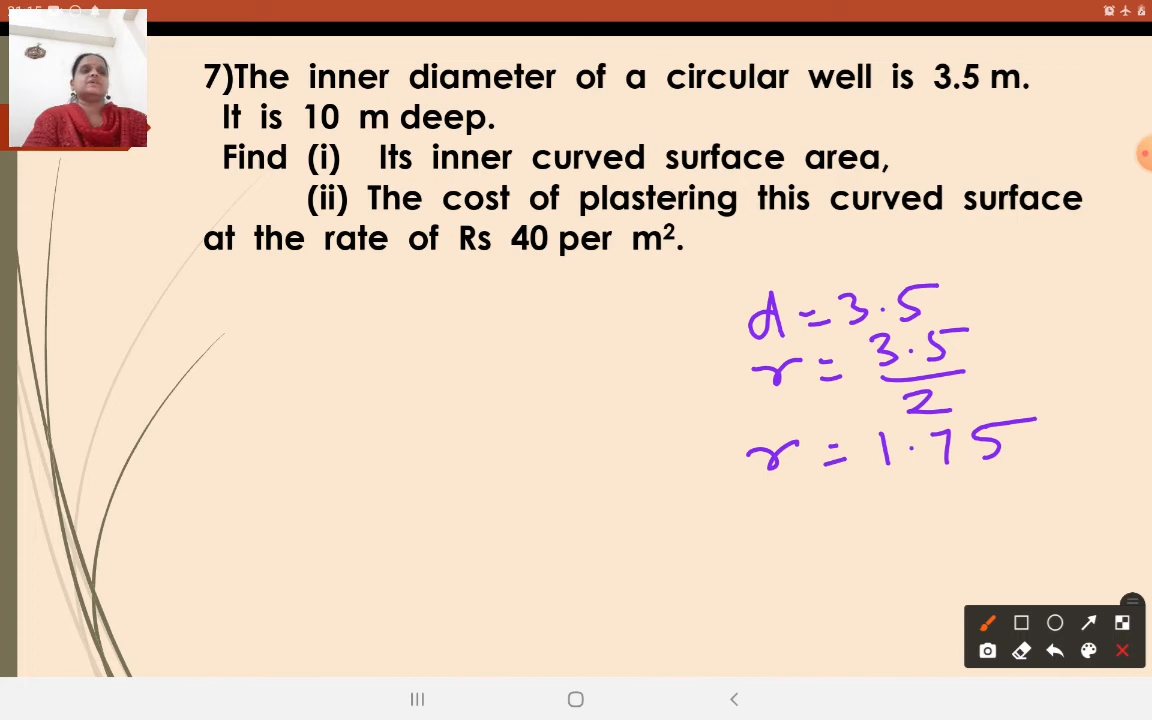 7)The inner diameter of a circular well is 3.5 m.
It is 10 m deep.
Find (i) Its inner curved surface area,
(ii) The cost of plastering this curved surface
at the rate of Rs 40 per m².
d = 3.5
r = 3.5/2
r = 1.75